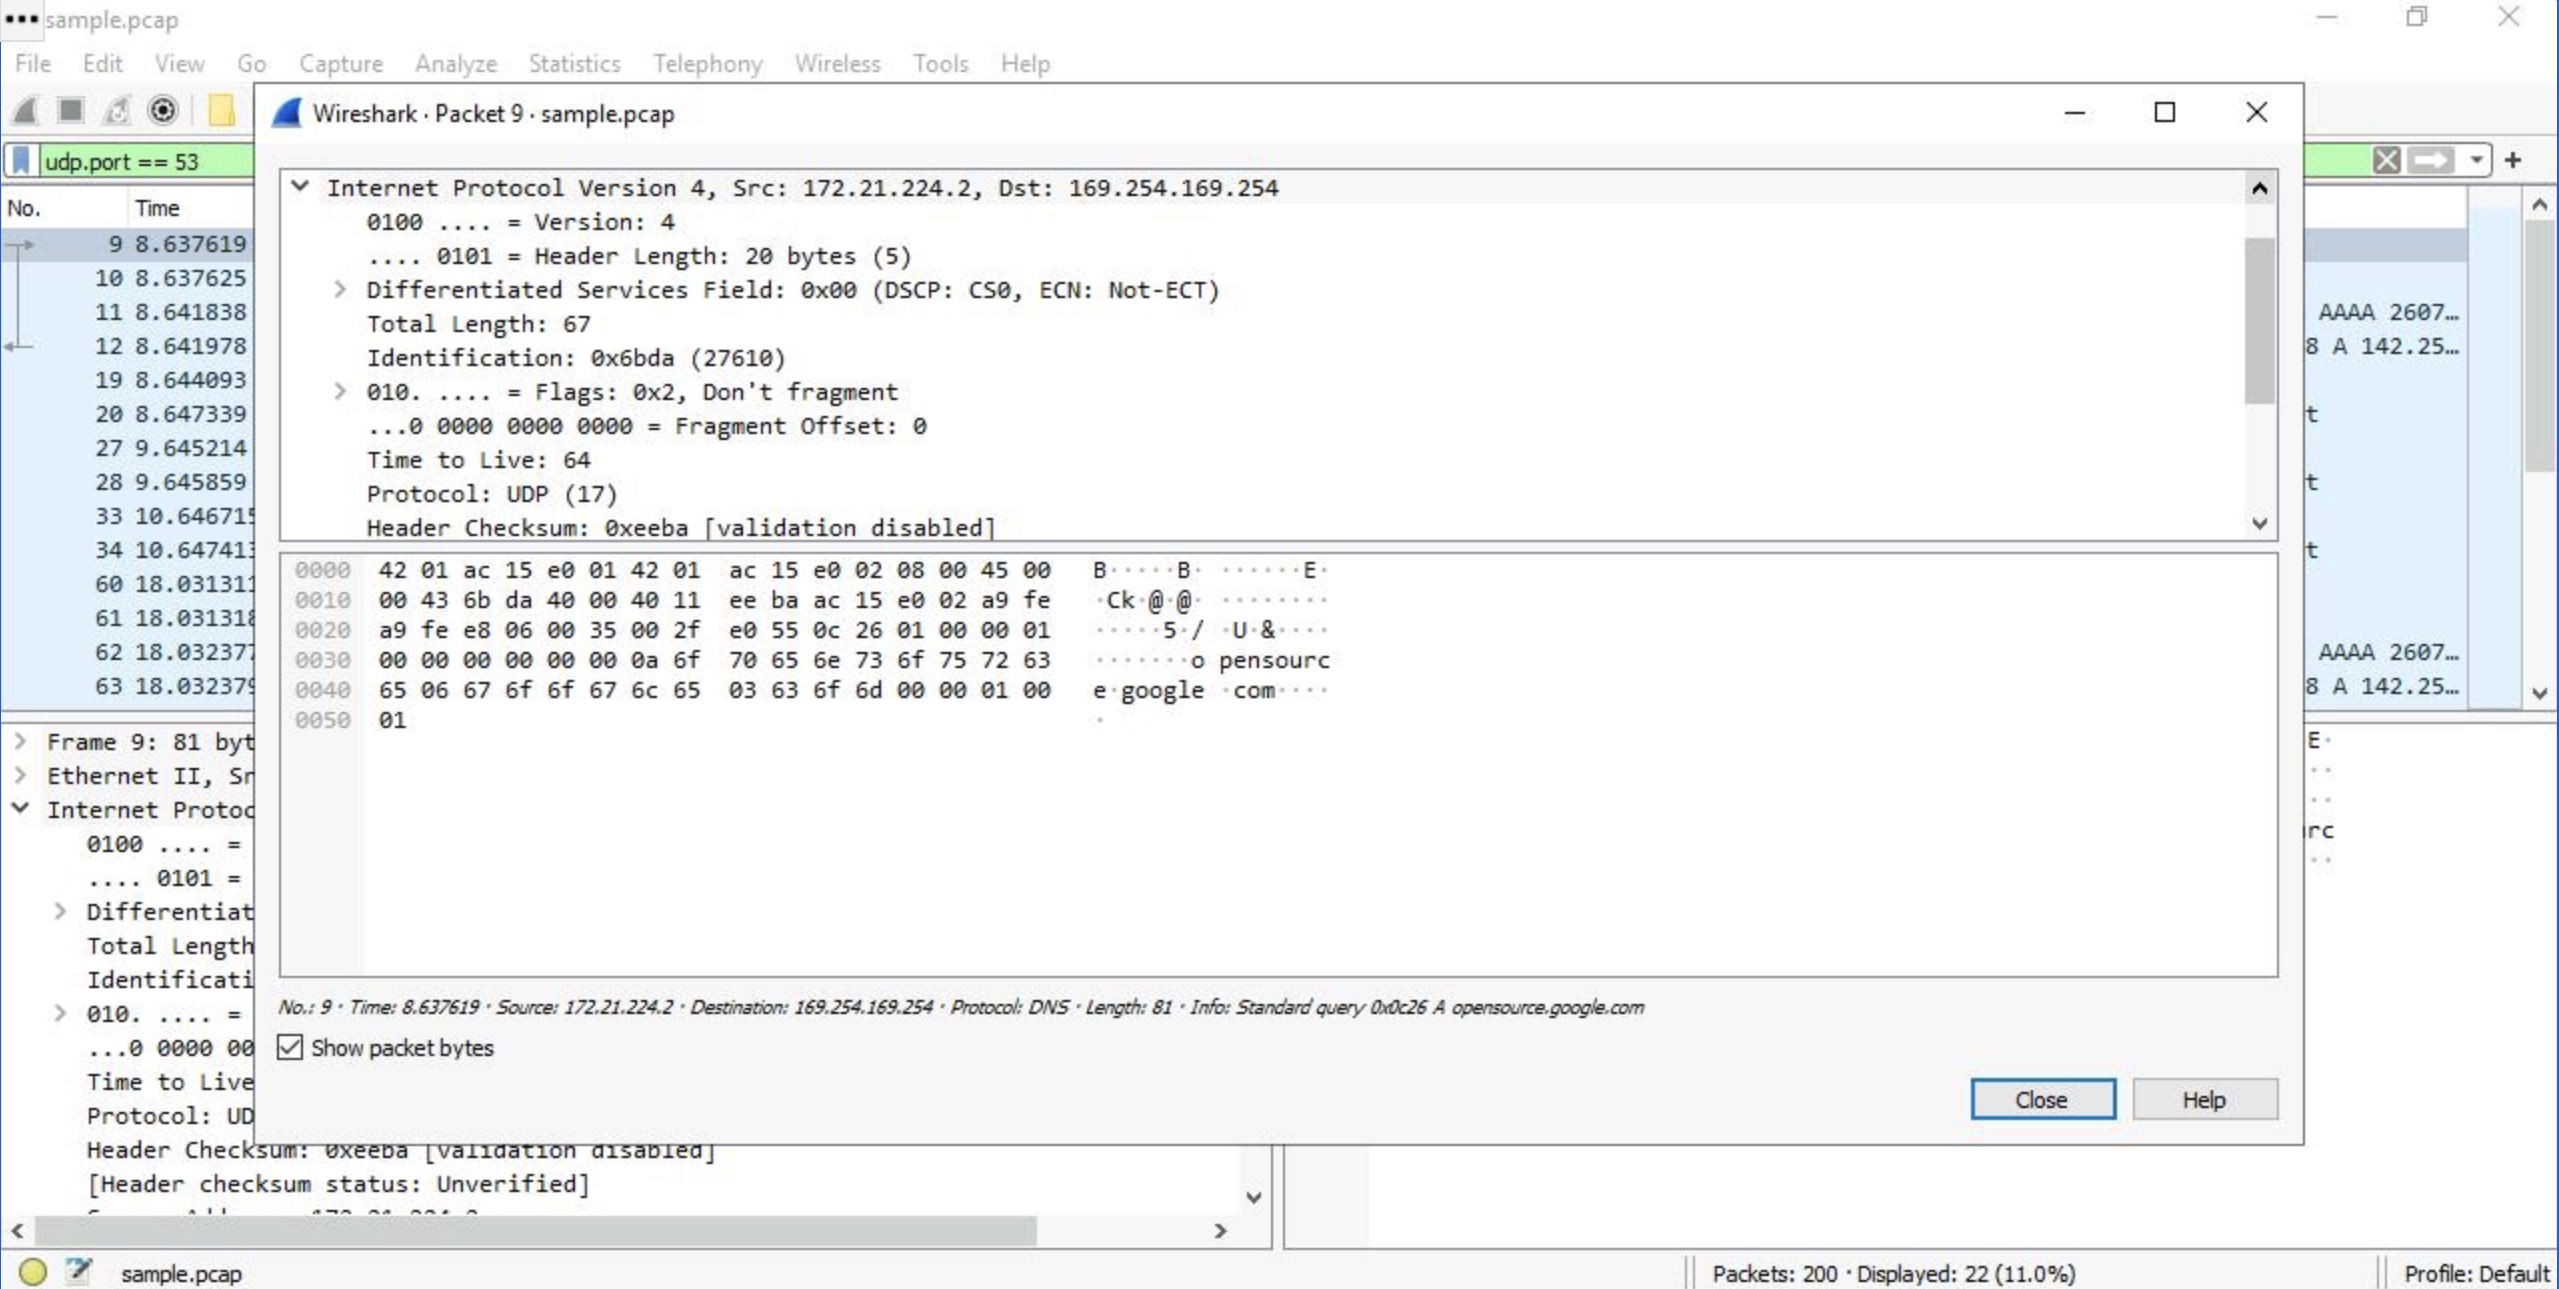 ••• sample.pcap
File Edit View Go Capture Analyze Statistics Telephony Wireless Tools Help
Wireshark · Packet 9 · sample.pcap
udp.port == 53
No. Time
9 8.637619
10 8.637625
11 8.641838 AAAA 2607…
12 8.641978 8 A 142.25…
19 8.644093
20 8.647339 t
27 9.645214
28 9.645859 t
33 10.646715
34 10.647413 t
60 18.031311
61 18.031318
62 18.032377 AAAA 2607…
63 18.032379 8 A 142.25…
Internet Protocol Version 4, Src: 172.21.224.2, Dst: 169.254.169.254
0100 .... = Version: 4
.... 0101 = Header Length: 20 bytes (5)
Differentiated Services Field: 0x00 (DSCP: CS0, ECN: Not-ECT)
Total Length: 67
Identification: 0x6bda (27610)
010. .... = Flags: 0x2, Don't fragment
...0 0000 0000 0000 = Fragment Offset: 0
Time to Live: 64
Protocol: UDP (17)
Header Checksum: 0xeeba [validation disabled]
0000 42 01 ac 15 e0 01 42 01 ac 15 e0 02 08 00 45 00 B·····B· ······E·
0010 00 43 6b da 40 00 40 11 ee ba ac 15 e0 02 a9 fe ·Ck·@·@· ········
0020 a9 fe e8 06 00 35 00 2f e0 55 0c 26 01 00 00 01 ·····5·/ ·U·&····
0030 00 00 00 00 00 00 0a 6f 70 65 6e 73 6f 75 72 63 ·······o pensourc
0040 65 06 67 6f 6f 67 6c 65 03 63 6f 6d 00 00 01 00 e·google ·com····
0050 01 ·
No.: 9 · Time: 8.637619 · Source: 172.21.224.2 · Destination: 169.254.169.254 · Protocol: DNS · Length: 81 · Info: Standard query 0x0c26 A opensource.google.com
Show packet bytes
Close Help
Frame 9: 81 byt
Ethernet II, Sr
Internet Protoc
0100 .... =
.... 0101 =
Differentiat
Total Length
Identificati
010. .... =
...0 0000 00
Time to Live
Protocol: UD
Header Checksum: 0xeeba [validation disabled]
[Header checksum status: Unverified]
E·
··
··
rc
··
sample.pcap
Packets: 200 · Displayed: 22 (11.0%)
Profile: Default